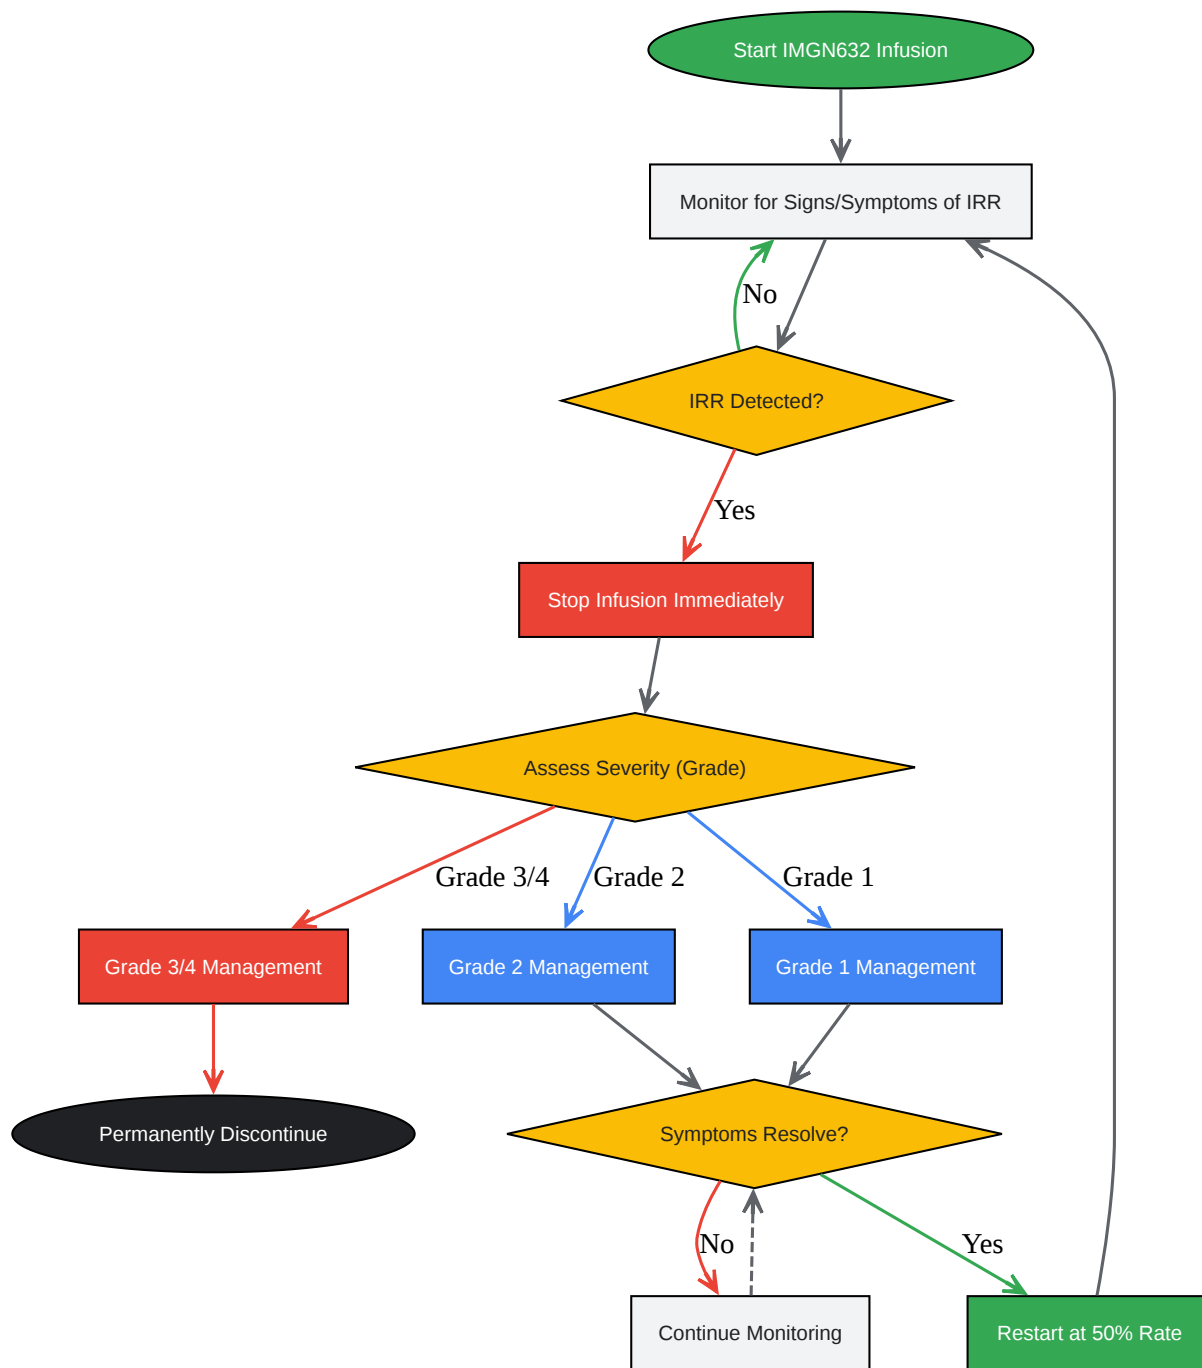 Start IMGN632 Infusion
Monitor for Signs/Symptoms of IRR
No
IRR Detected?
Yes
Stop Infusion Immediately
Assess Severity (Grade)
Grade 3/4
Grade 2
Grade 1
Grade 3/4 Management
Grade 2 Management
Grade 1 Management
Permanently Discontinue
Symptoms Resolve?
No
Yes
Continue Monitoring
Restart at 50% Rate